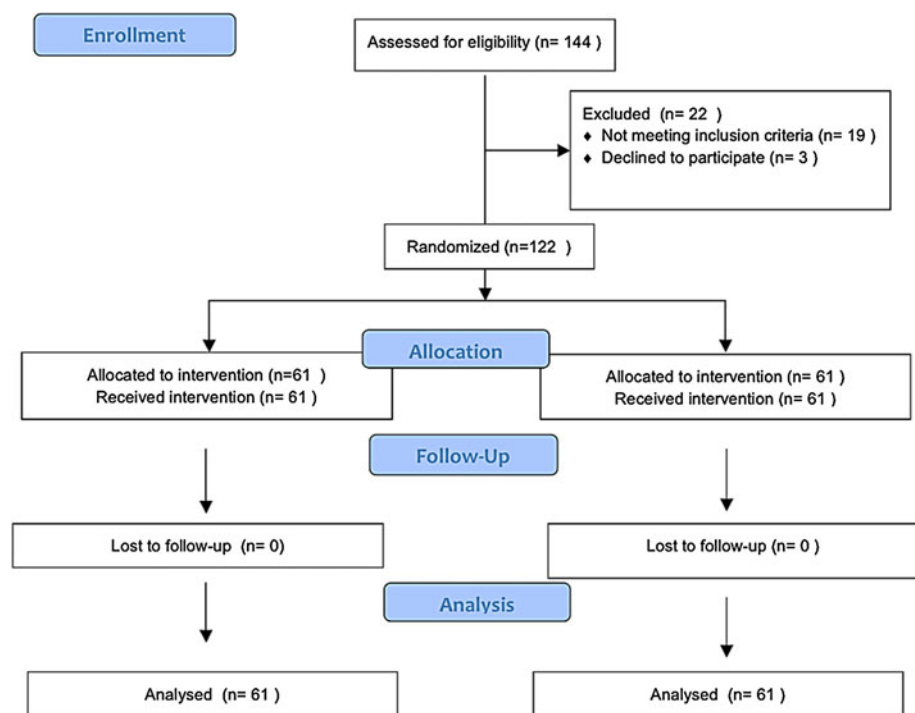 Enrollment
Assessed for eligibility (n= 144 )
Excluded (n= 22 )
♦ Not meeting inclusion criteria (n= 19 )
♦ Declined to participate (n= 3 )
Randomized (n=122 )
Allocation
Allocated to intervention (n=61 )
Received intervention (n= 61 )
Allocated to intervention (n= 61 )
Received intervention (n= 61 )
Follow-Up
Lost to follow-up (n= 0)
Lost to follow-up (n= 0 )
Analysis
Analysed (n= 61 )
Analysed (n= 61 )